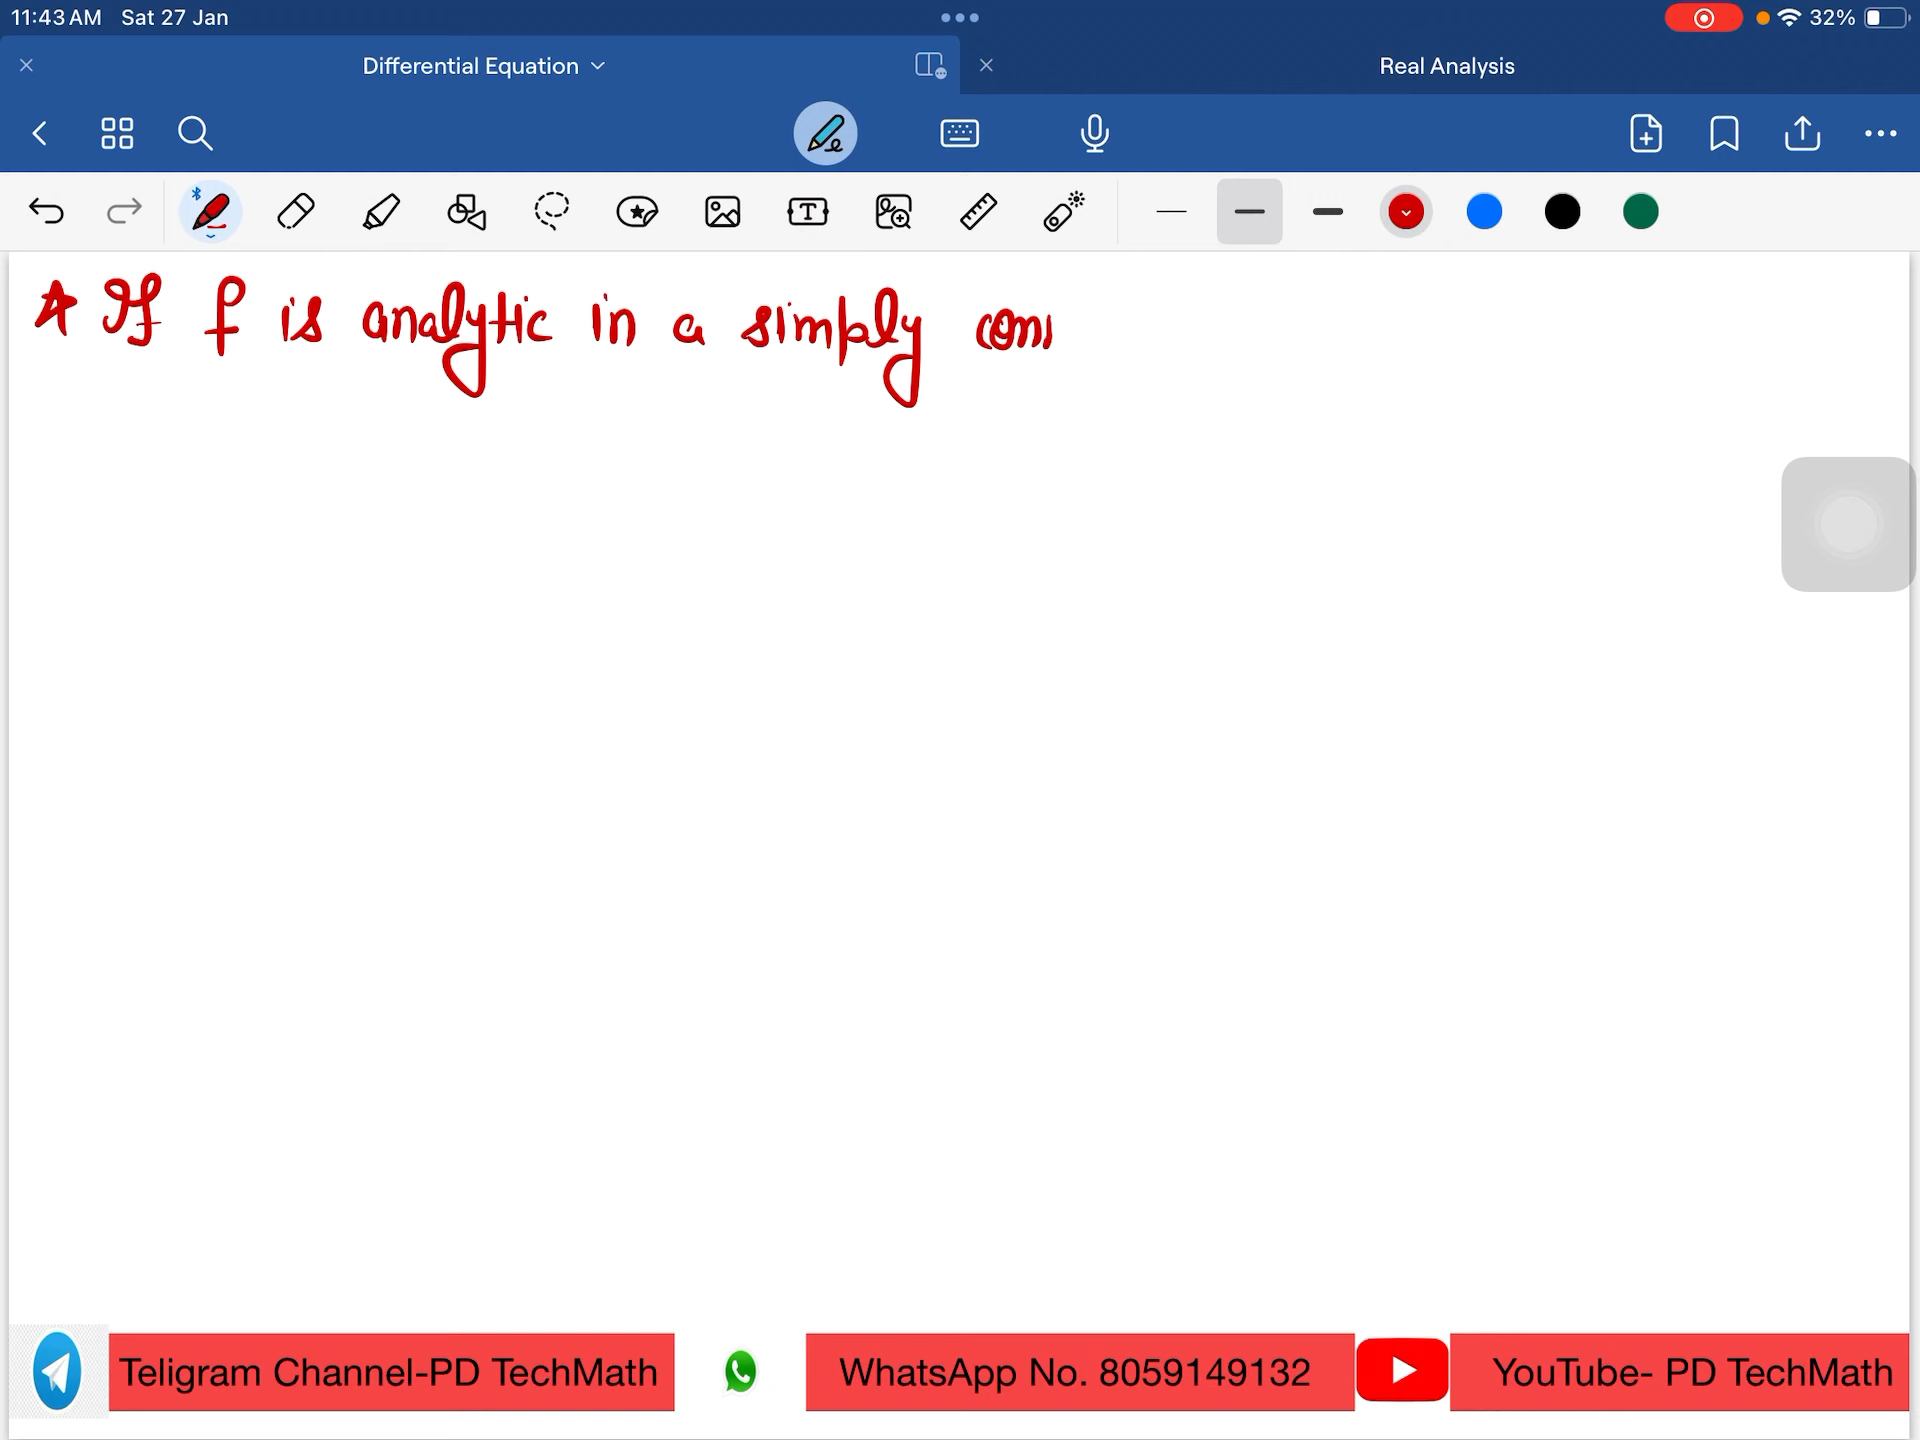 11:43 AM Sat 27 Jan
32%
Differential Equation
Real Analysis
If f is analytic in a simply conn
Teligram Channel-PD TechMath
WhatsApp No. 8059149132
YouTube- PD TechMath